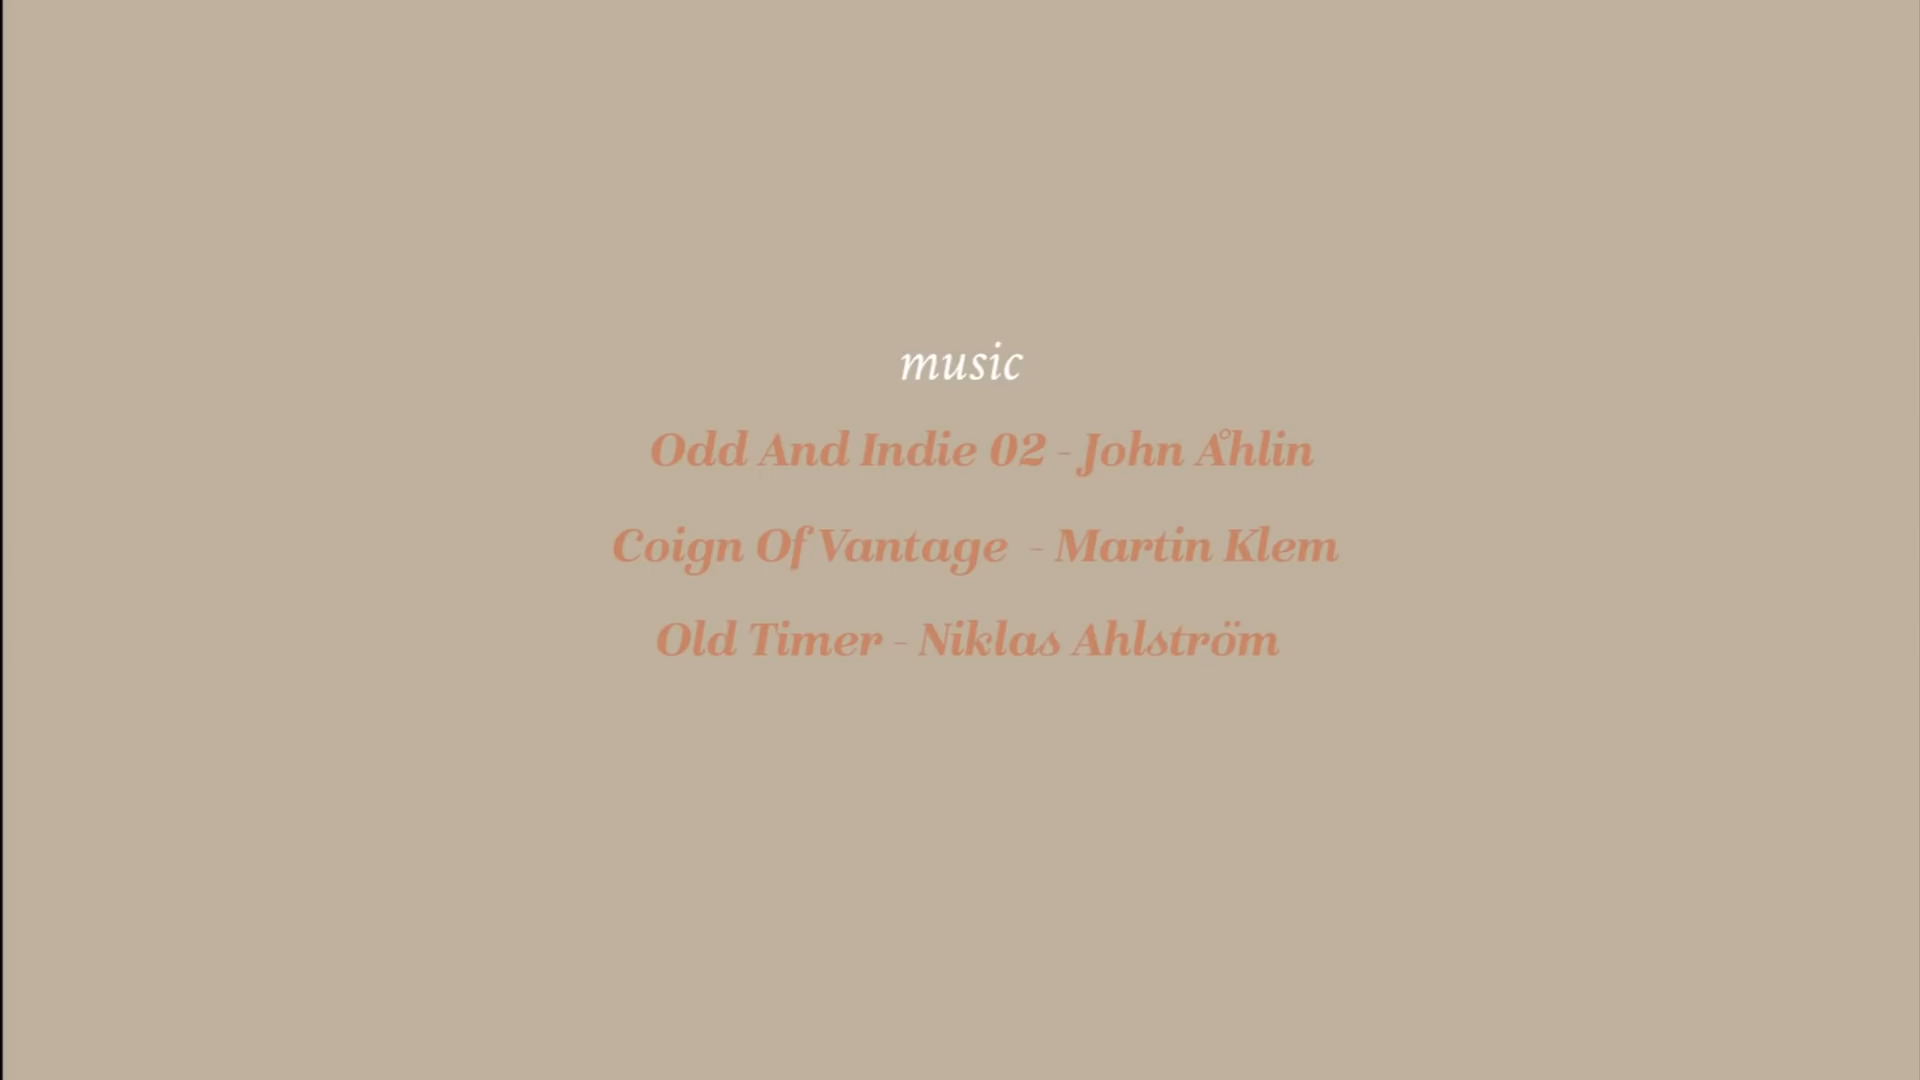 music
Odd And Indie 02 - John Åhlin
Coign Of Vantage - Martin Klem
Old Timer - Niklas Ahlström